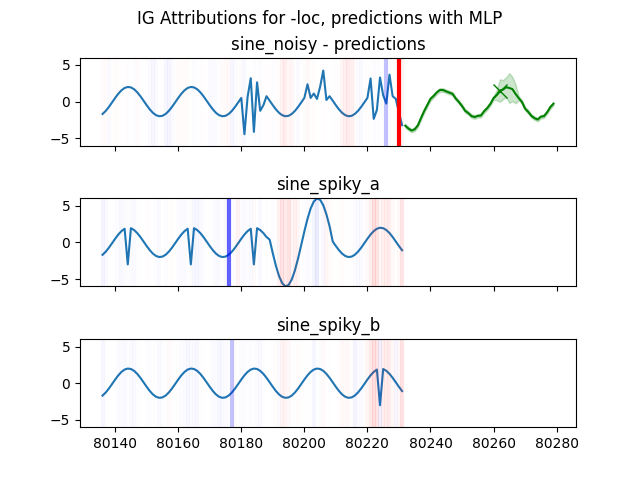 IG Attributions for -loc, predictions with MLP
sine_noisy - predictions
5
0
−5
sine_spiky_a
5
0
−5
sine_spiky_b
5
0
−5
80140 80160 80180 80200 80220 80240 80260 80280